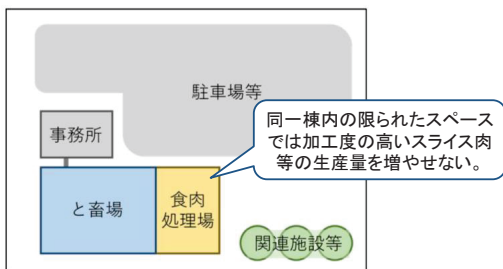 駐車場等
事務所
同一棟内の限られたスペース
では加工度の高いスライス肉
等の生産量を増やせない。
と畜場
食肉
処理場
関連施設等